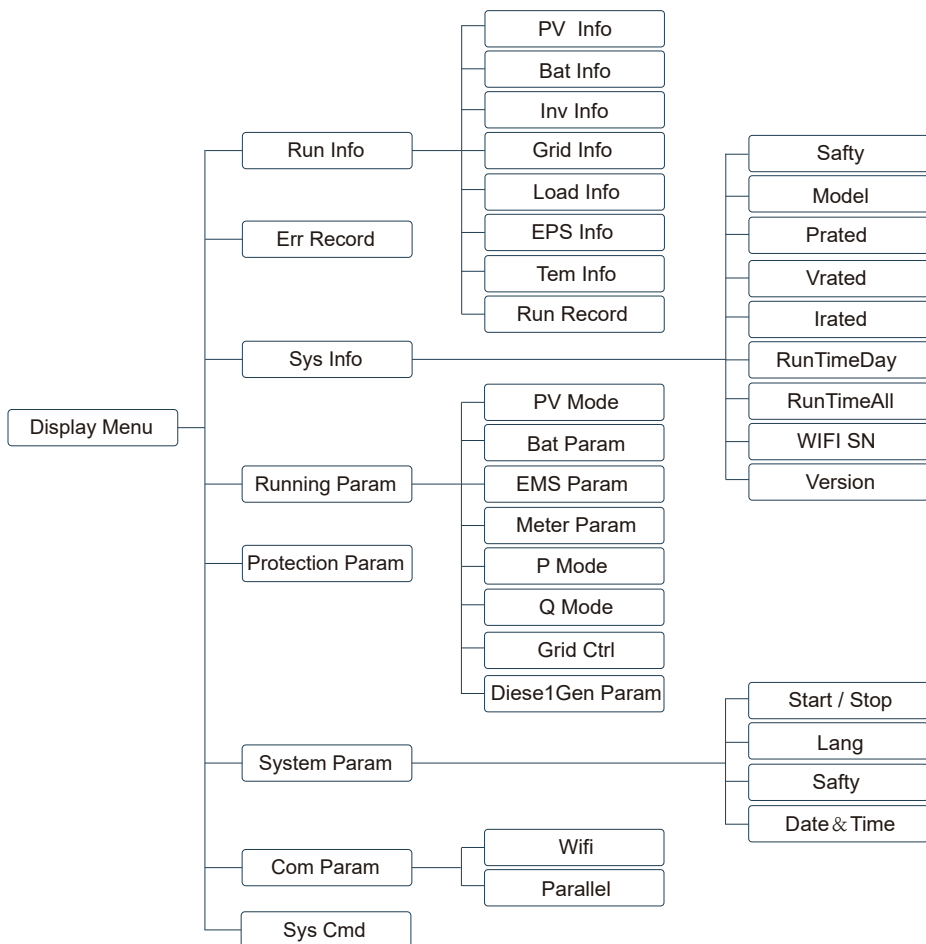 Display Menu
Run Info
PV Info
Bat Info
Inv Info
Grid Info
Load Info
EPS Info
Tem Info
Run Record
Err Record
Sys Info
Safty
Model
Prated
Vrated
Irated
RunTimeDay
RunTimeAll
WIFI SN
Version
Running Param
PV Mode
Bat Param
EMS Param
Meter Param
P Mode
Q Mode
Grid Ctrl
Diese1Gen Param
Protection Param
System Param
Start / Stop
Lang
Safty
Date&Time
Com Param
Wifi
Parallel
Sys Cmd